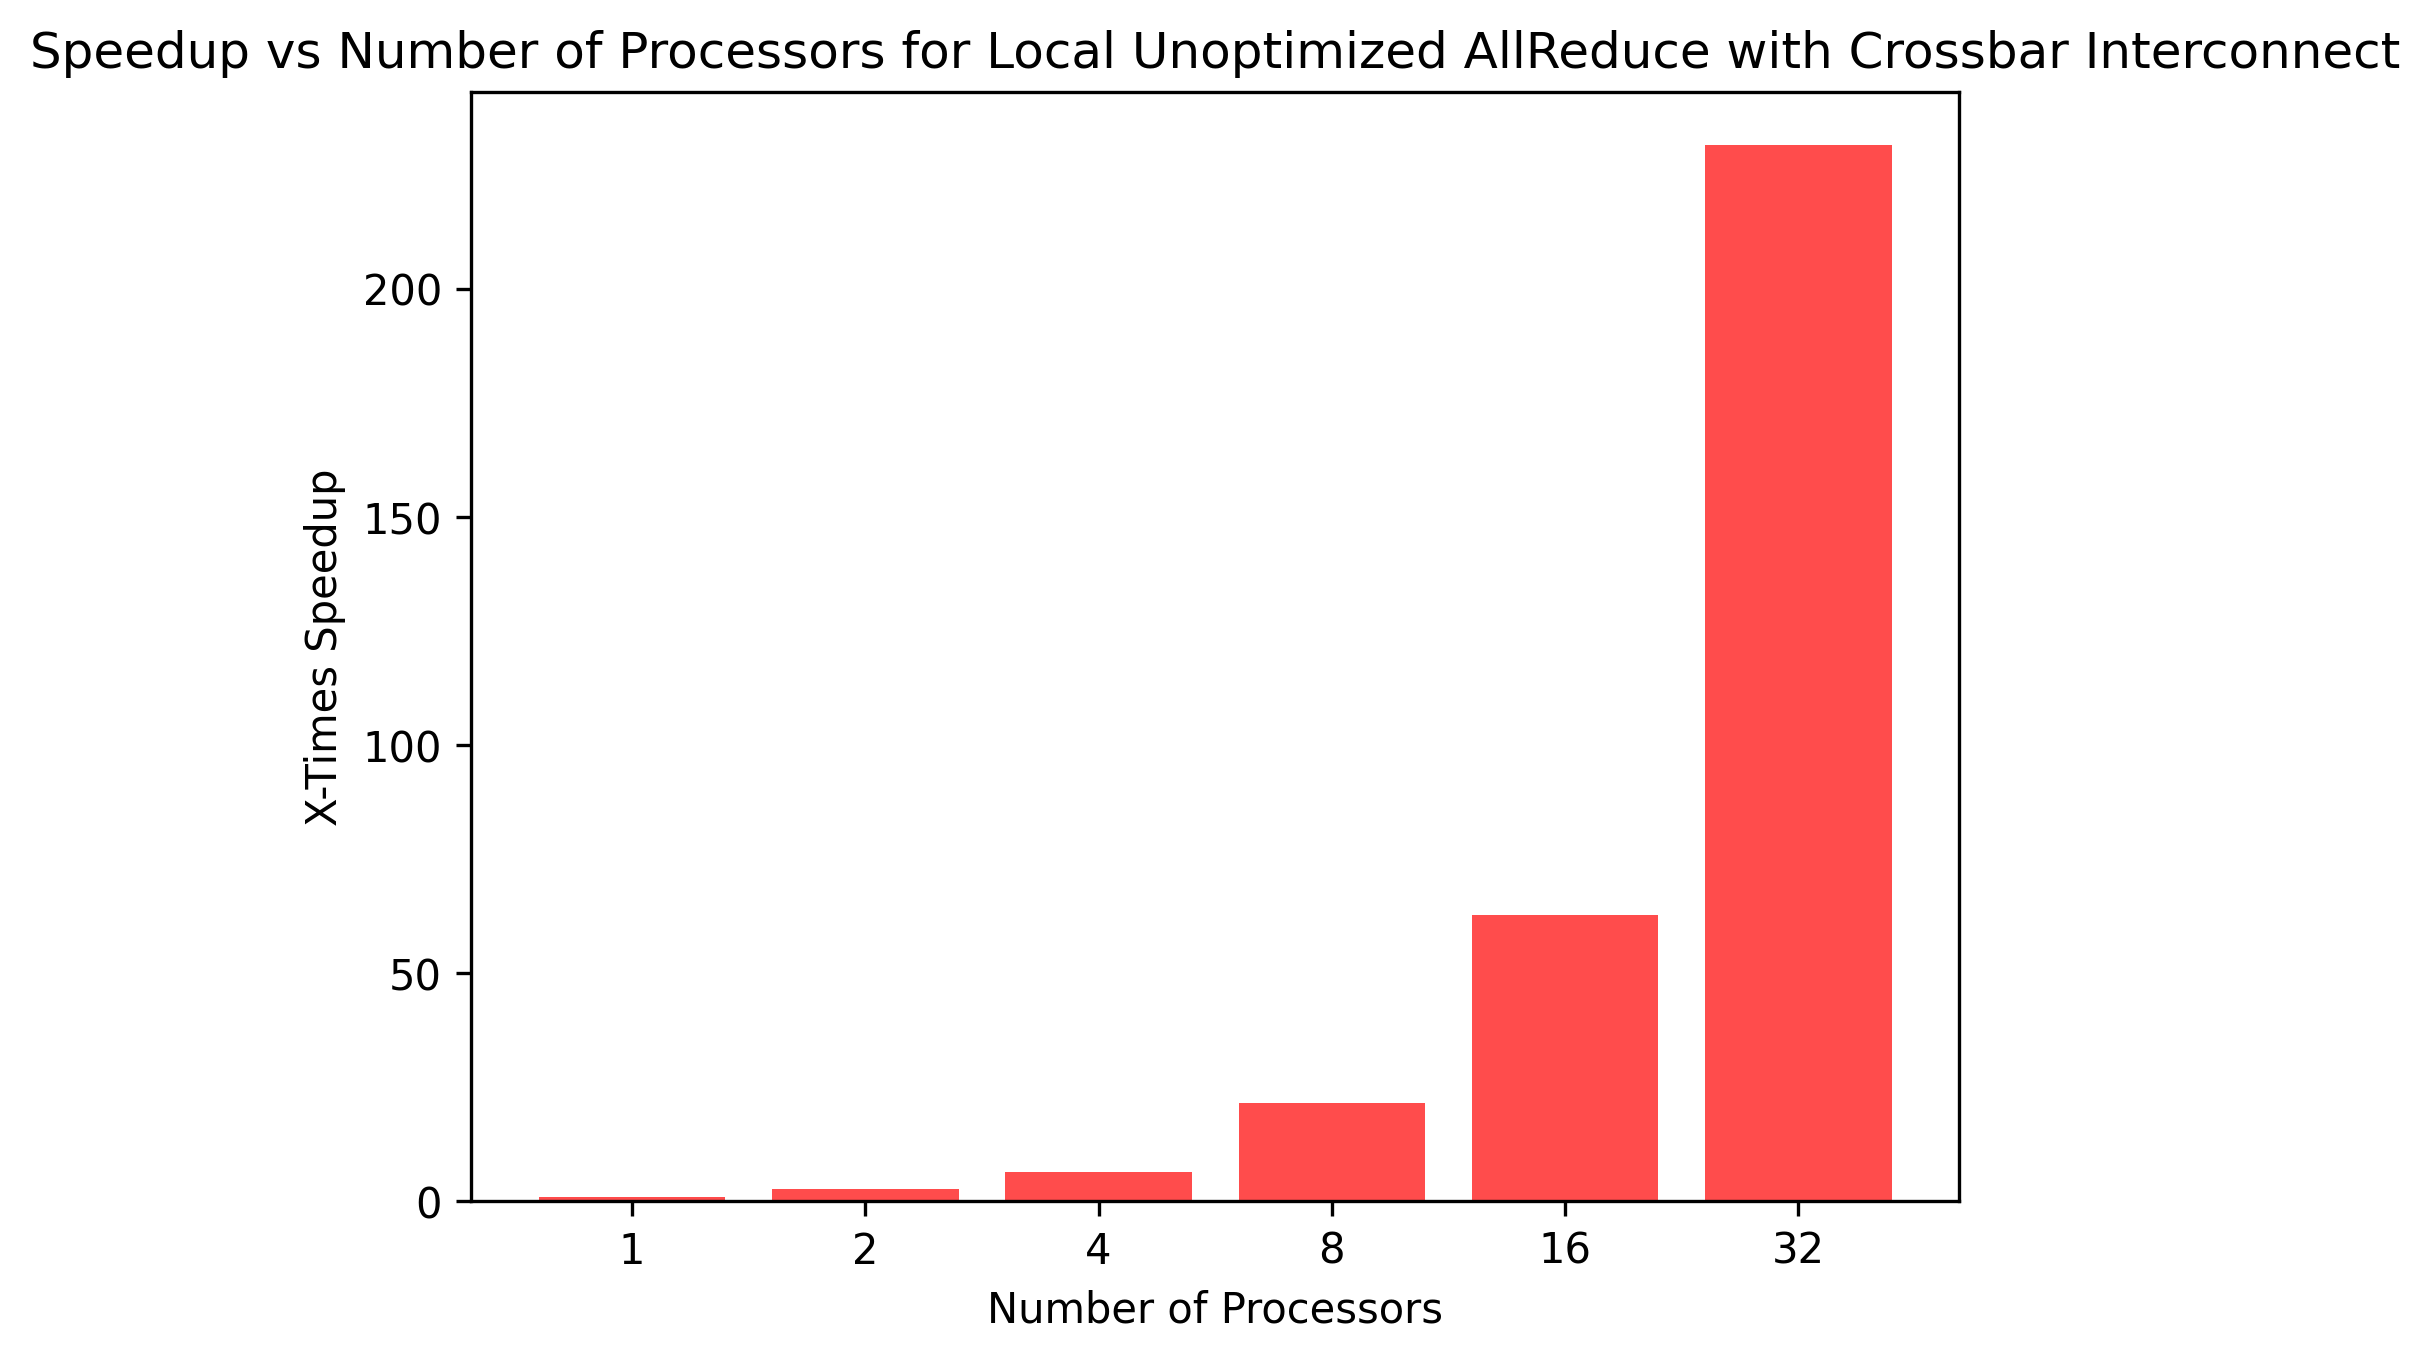 Speedup vs Number of Processors for Local Unoptimized AllReduce with Crossbar Interconnect
X-Times Speedup
200
150
100
50
0
1 2 4 8 16 32
Number of Processors